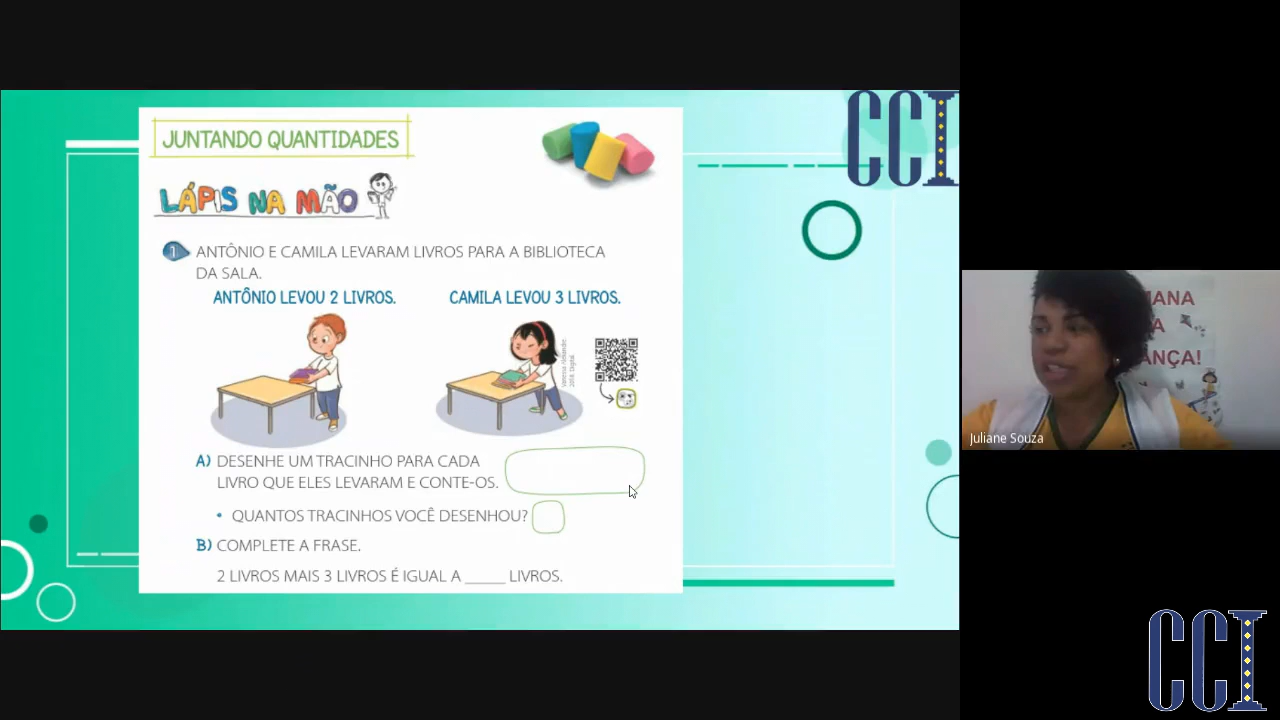 JUNTANDO QUANTIDADES
LÁPIS NA MÃO
1 ANTÔNIO E CAMILA LEVARAM LIVROS PARA A BIBLIOTECA
DA SALA.
ANTÔNIO LEVOU 2 LIVROS.
CAMILA LEVOU 3 LIVROS.
A) DESENHE UM TRACINHO PARA CADA
LIVRO QUE ELES LEVARAM E CONTE-OS.
• QUANTOS TRACINHOS VOCÊ DESENHOU?
B) COMPLETE A FRASE.
2 LIVROS MAIS 3 LIVROS É IGUAL A _____ LIVROS.
CCI
ANÇA!
Juliane Souza
CCI